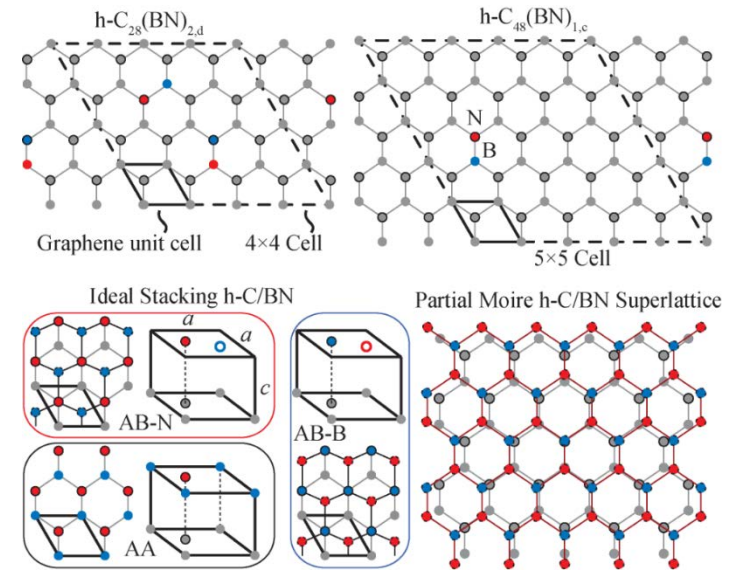 h-C28(BN)2,d
h-C48(BN)1,c
N
B
Graphene unit cell
4×4 Cell
5×5 Cell
Ideal Stacking h-C/BN
Partial Moire h-C/BN Superlattice
a
a
c
AB-N
AB-B
AA